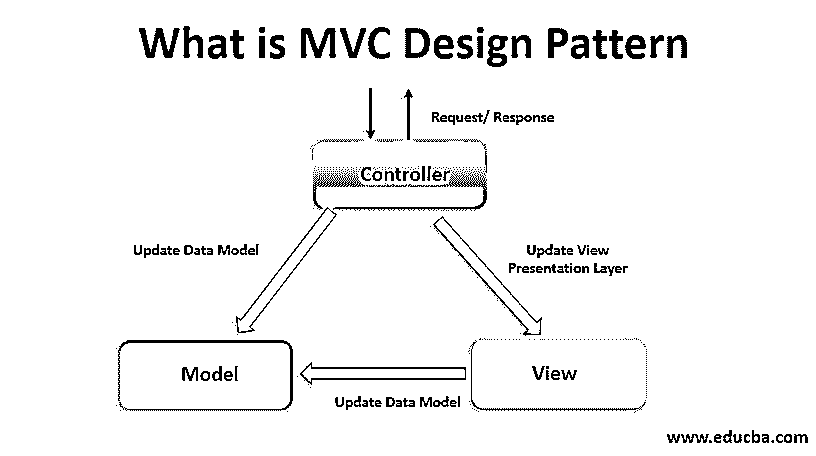 What is MVC Design Pattern
Request/ Response
Controller
Update Data Model
Update View
Presentation Layer
Model
View
Update Data Model
www.educba.com